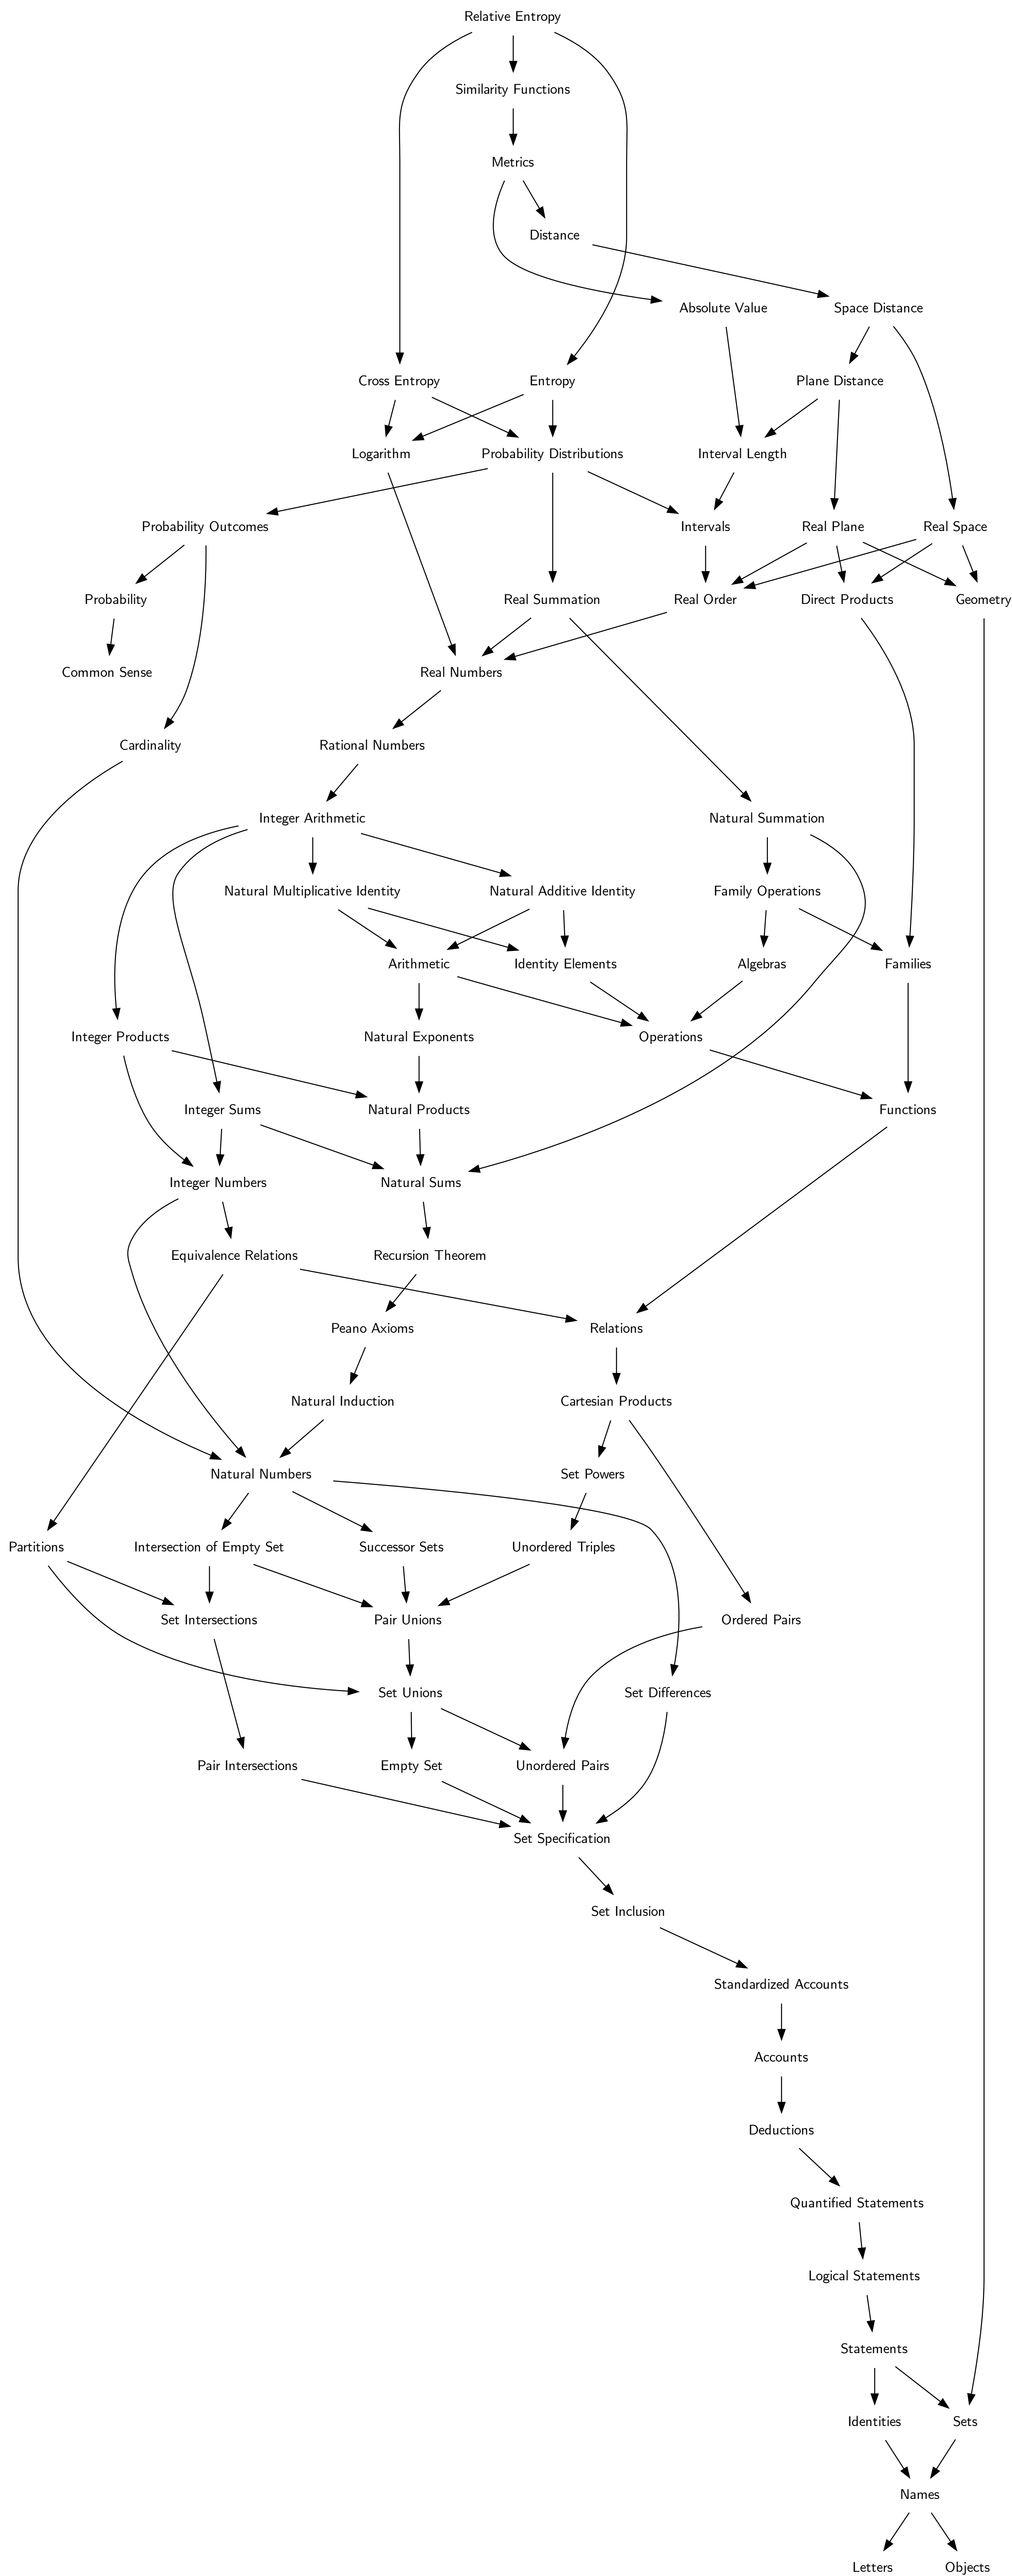 Relative Entropy
Similarity Functions
Metrics
Distance
Absolute Value
Space Distance
Cross Entropy
Entropy
Plane Distance
Logarithm
Probability Distributions
Interval Length
Probability Outcomes
Intervals
Real Plane
Real Space
Probability
Real Summation
Real Order
Direct Products
Geometry
Common Sense
Real Numbers
Cardinality
Rational Numbers
Integer Arithmetic
Natural Summation
Natural Multiplicative Identity
Natural Additive Identity
Family Operations
Arithmetic
Identity Elements
Algebras
Families
Integer Products
Natural Exponents
Operations
Integer Sums
Natural Products
Functions
Integer Numbers
Natural Sums
Equivalence Relations
Recursion Theorem
Peano Axioms
Relations
Natural Induction
Cartesian Products
Natural Numbers
Set Powers
Partitions
Intersection of Empty Set
Successor Sets
Unordered Triples
Set Intersections
Pair Unions
Ordered Pairs
Set Unions
Set Differences
Pair Intersections
Empty Set
Unordered Pairs
Set Specification
Set Inclusion
Standardized Accounts
Accounts
Deductions
Quantified Statements
Logical Statements
Statements
Identities
Sets
Names
Letters
Objects